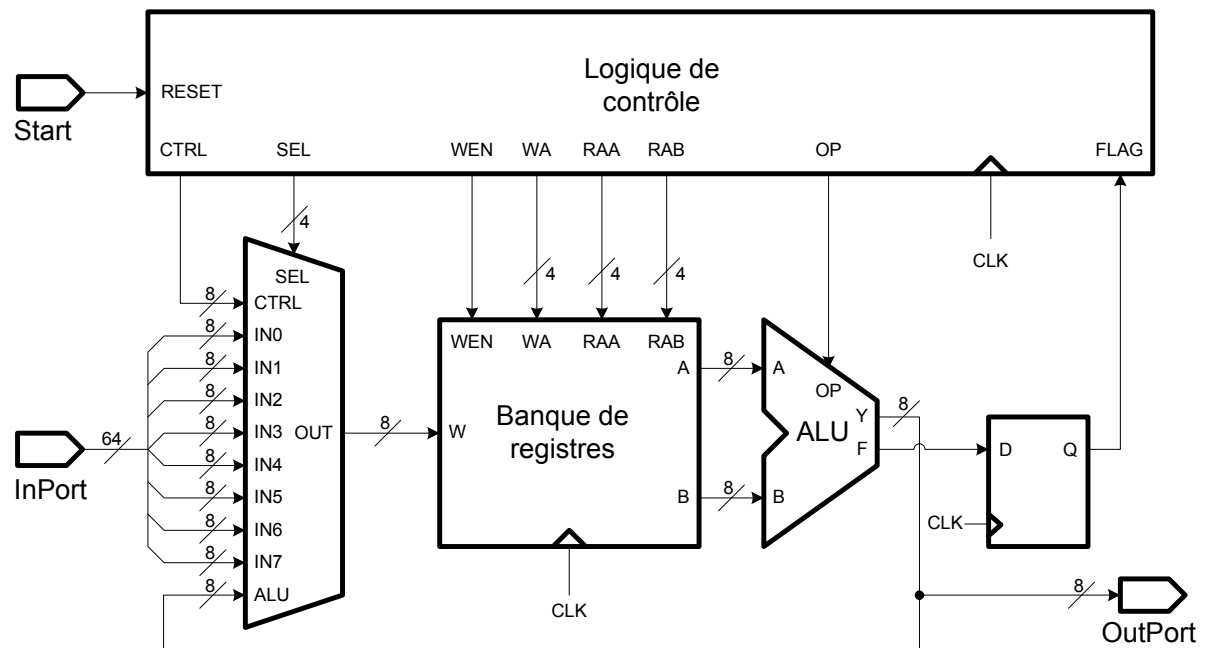 Logique de
contrôle
RESET
Start
CTRL SEL WEN WA RAA RAB OP FLAG
CLK
4 4 4 4
SEL
8 CTRL
8 IN0
8 IN1
8 IN2
8 IN3
8 IN4
8 IN5
8 IN6
8 IN7
8 ALU
OUT
64
InPort
8
WEN WA RAA RAB
W
A
B
Banque de
registres
CLK
8
8
A
B
OP
ALU
Y
F
8
D Q
CLK
8
OutPort